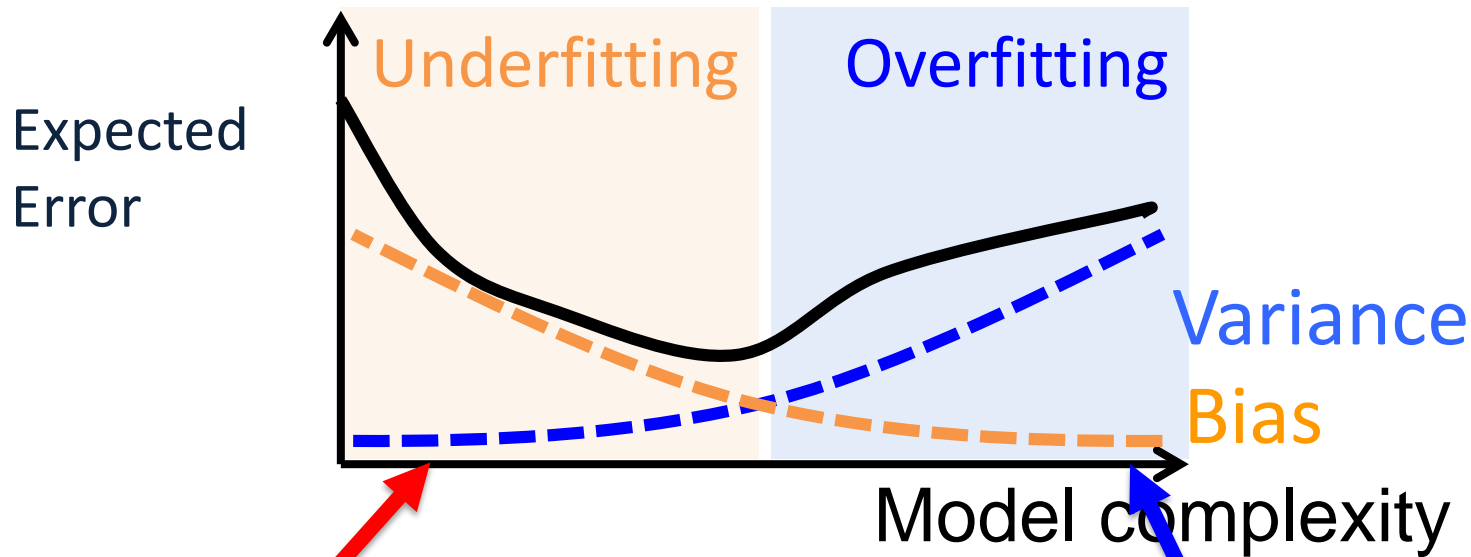 Underfitting
Overfitting
Expected
Error
Variance
Bias
Model complexity